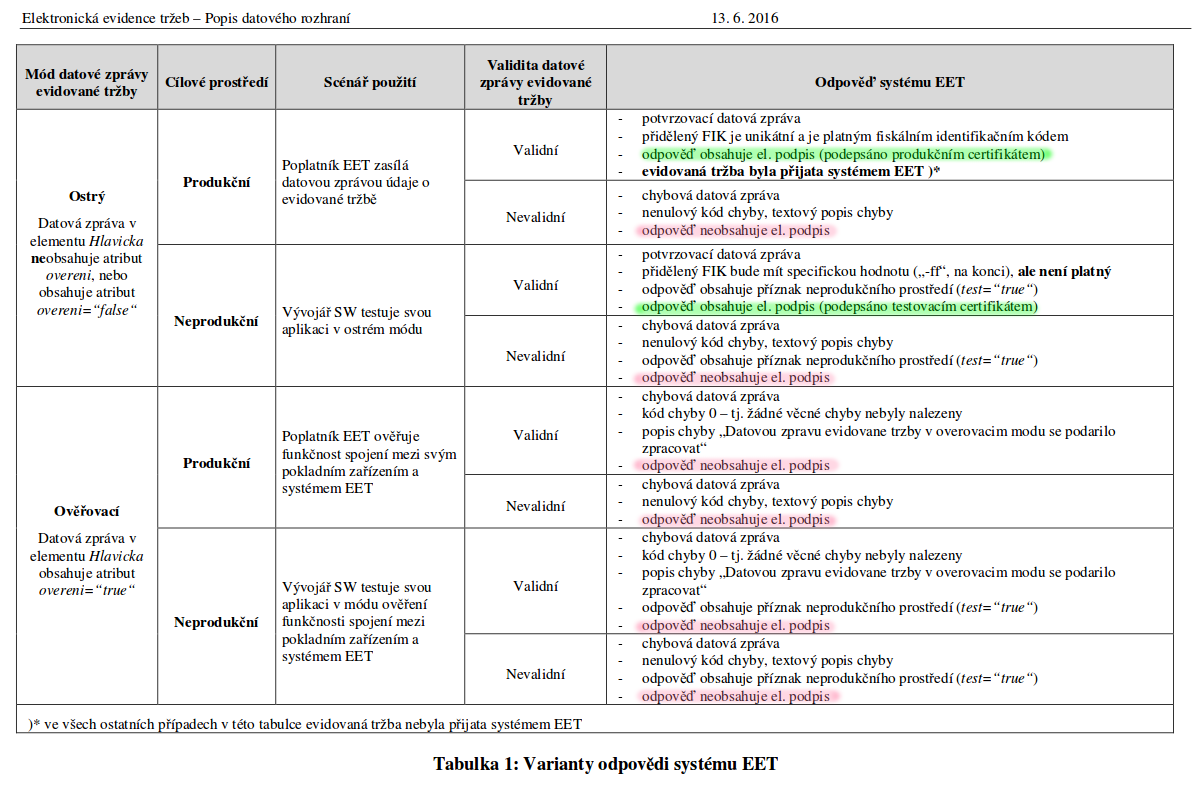 Elektronická evidence tržeb – Popis datového rozhraní 13. 6. 2016
Mód datové zprávy
evidované tržby
Cílové prostředí
Scénář použití
Validita datové
zprávy evidované
tržby
Odpověď systému EET
Ostrý
Datová zpráva v
elementu Hlavicka
neobsahuje atribut
overeni, nebo
obsahuje atribut
overeni=“false“
Produkční
Poplatník EET zasílá
datovou zprávou údaje o
evidované tržbě
Validní
- potvrzovací datová zpráva
- přidělený FIK je unikátní a je platným fiskálním identifikačním kódem
- odpověď obsahuje el. podpis (podepsáno produkčním certifikátem)
- evidovaná tržba byla přijata systémem EET )*
Nevalidní
- chybová datová zpráva
- nenulový kód chyby, textový popis chyby
- odpověď neobsahuje el. podpis
Neprodukční
Vývojář SW testuje svou
aplikaci v ostrém módu
Validní
- potvrzovací datová zpráva
- přidělený FIK bude mít specifickou hodnotu („-ff“, na konci), ale není platný
- odpověď obsahuje příznak neprodukčního prostředí (test=“true“)
- odpověď obsahuje el. podpis (podepsáno testovacím certifikátem)
Nevalidní
- chybová datová zpráva
- nenulový kód chyby, textový popis chyby
- odpověď obsahuje příznak neprodukčního prostředí (test=“true“)
- odpověď neobsahuje el. podpis
Ověřovací
Datová zpráva v
elementu Hlavicka
obsahuje atribut
overeni=“true“
Produkční
Poplatník EET ověřuje
funkčnost spojení mezi svým
pokladním zařízením a
systémem EET
Validní
- chybová datová zpráva
- kód chyby 0 – tj. žádné věcné chyby nebyly nalezeny
- popis chyby „Datovou zpravu evidovane trzby v overovacim modu se podarilo
zpracovat“
- odpověď neobsahuje el. podpis
Nevalidní
- chybová datová zpráva
- nenulový kód chyby, textový popis chyby
- odpověď neobsahuje el. podpis
Neprodukční
Vývojář SW testuje svou
aplikaci v módu ověření
funkčnosti spojení mezi
pokladním zařízením a
systémem EET
Validní
- chybová datová zpráva
- kód chyby 0 – tj. žádné věcné chyby nebyly nalezeny
- popis chyby „Datovou zpravu evidovane trzby v overovacim modu se podarilo
zpracovat“
- odpověď obsahuje příznak neprodukčního prostředí (test=“true“)
- odpověď neobsahuje el. podpis
Nevalidní
- chybová datová zpráva
- nenulový kód chyby, textový popis chyby
- odpověď obsahuje příznak neprodukčního prostředí (test=“true“)
- odpověď neobsahuje el. podpis
)* ve všech ostatních případech v této tabulce evidovaná tržba nebyla přijata systémem EET
Tabulka 1: Varianty odpovědi systému EET